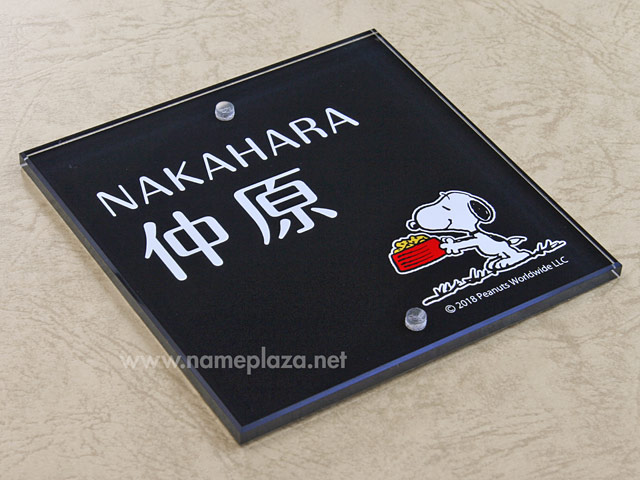 NAKAHARA
仲原
© 2018 Peanuts Worldwide LLC
www.nameplaza.net